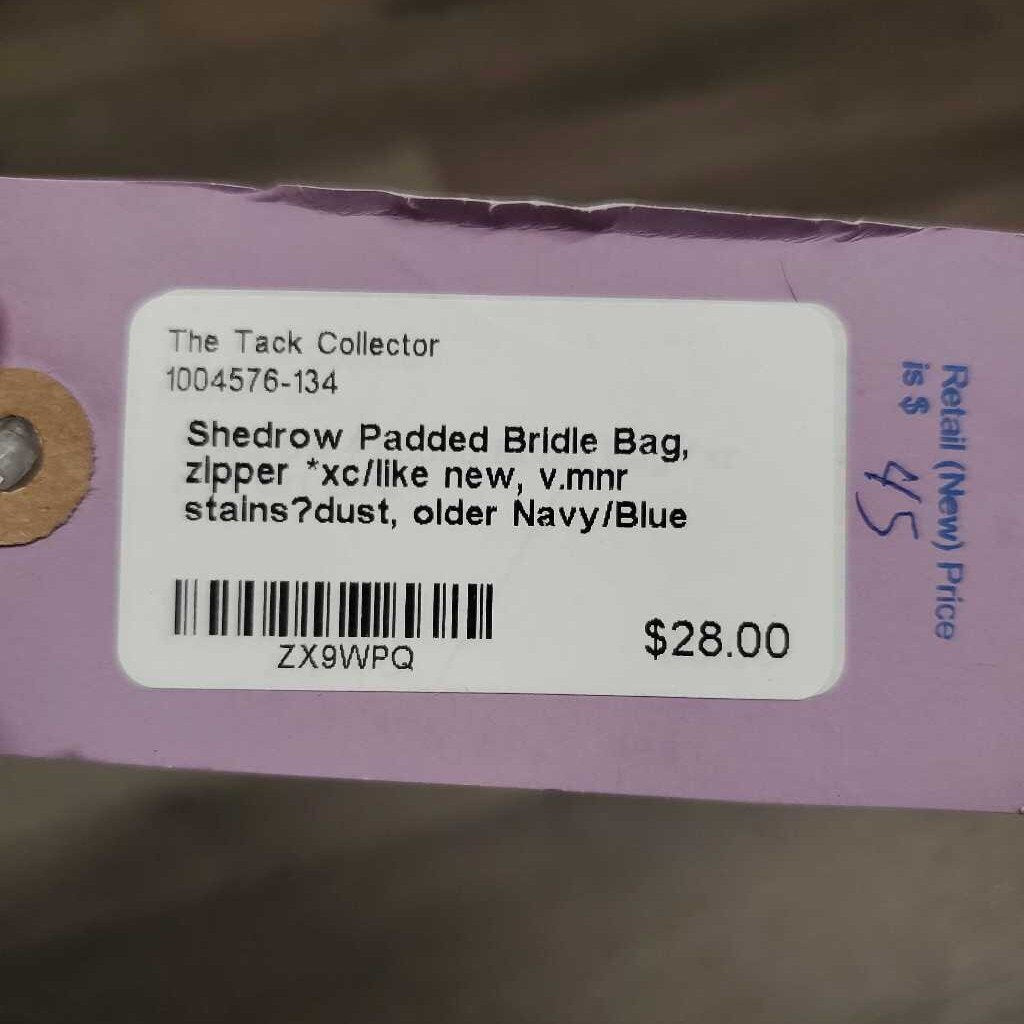 The Tack Collector
1004576-134
Shedrow Padded Bridle Bag,
zipper *xc/like new, v.mnr
stains?dust, older Navy/Blue
ZX9WPQ
$28.00
Retail (New) Price
is $ 45